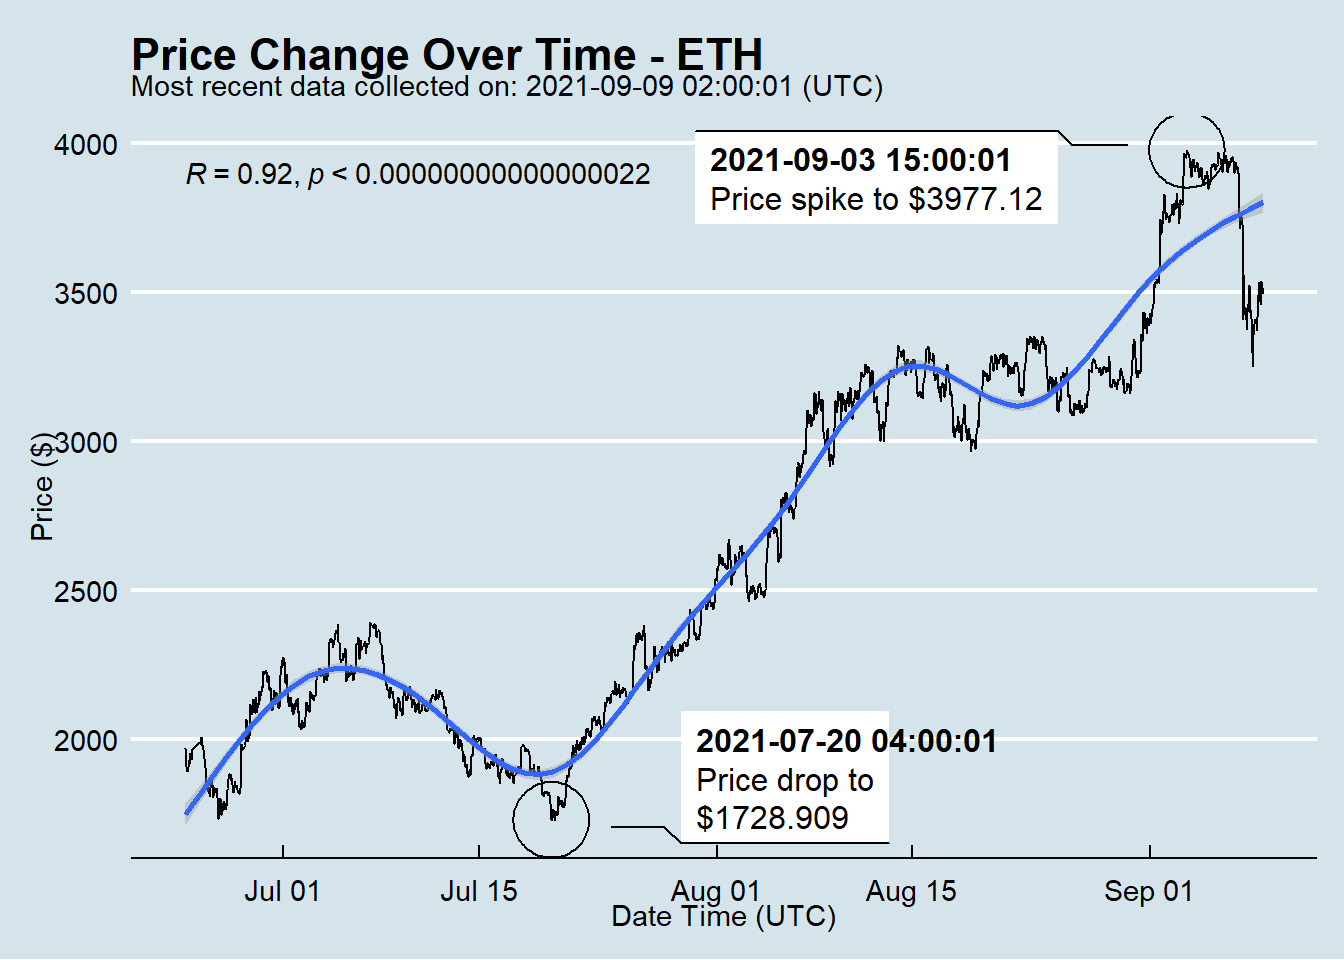 Price Change Over Time - ETH
Most recent data collected on: 2021-09-09 02:00:01 (UTC)
R = 0.92, p < 0.00000000000000022
2021-09-03 15:00:01
Price spike to $3977.12
4000
3500
3000
2500
2000
Price ($)
2021-07-20 04:00:01
Price drop to
$1728.909
Jul 01
Jul 15
Aug 01
Aug 15
Sep 01
Date Time (UTC)